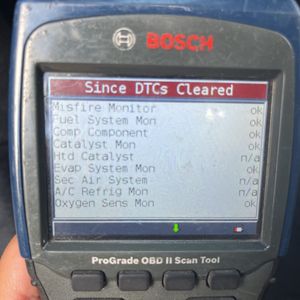 BOSCH
Since DTCs Cleared
Misfire Monitor ok
Fuel System Mon ok
Comp Component ok
Catalyst Mon ok
Htd Catalyst n/a
Evap System Mon ok
Sec Air System n/a
A/C Refrig Mon n/a
Oxygen Sens Mon ok
ProGrade OBD II Scan Tool